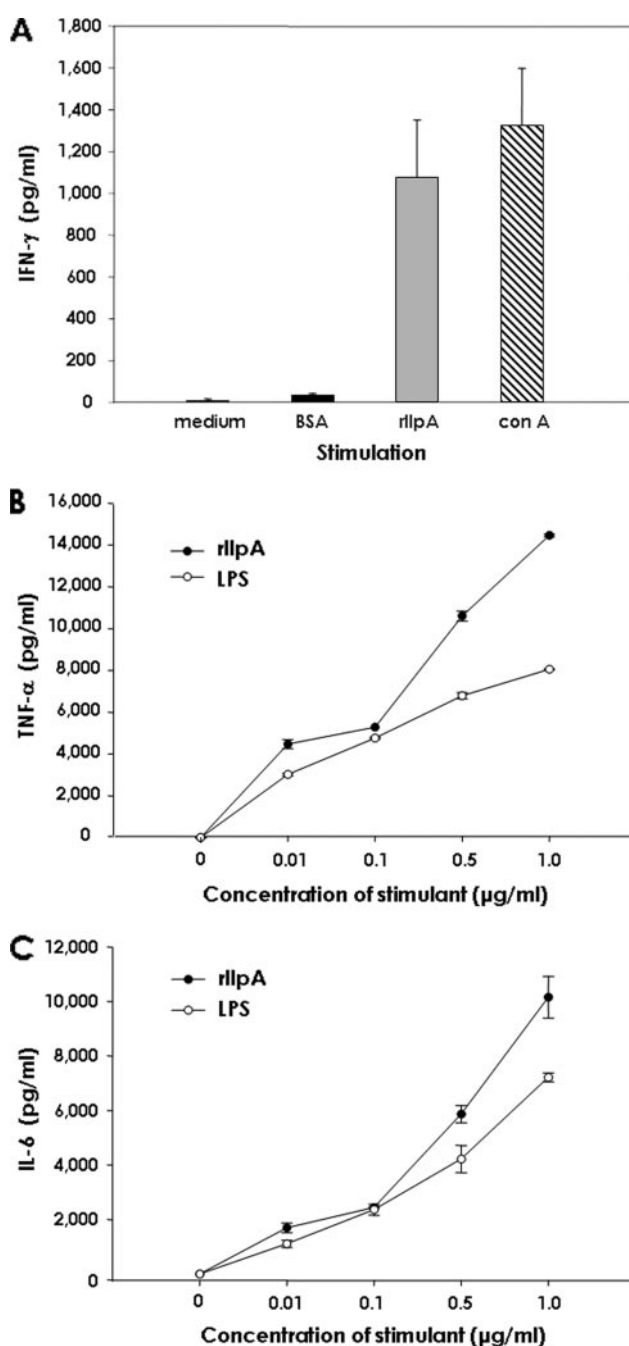 A
1,800
1,600
1,400
1,200
1,000
800
600
400
200
0
IFN-γ (pg/ml)
medium BSA rIlpA con A
Stimulation
B
16,000
14,000
12,000
10,000
8,000
6,000
4,000
2,000
0
TNF-α (pg/ml)
rIlpA
LPS
0 0.01 0.1 0.5 1.0
Concentration of stimulant (µg/ml)
C
12,000
10,000
8,000
6,000
4,000
2,000
0
IL-6 (pg/ml)
rIlpA
LPS
0 0.01 0.1 0.5 1.0
Concentration of stimulant (µg/ml)